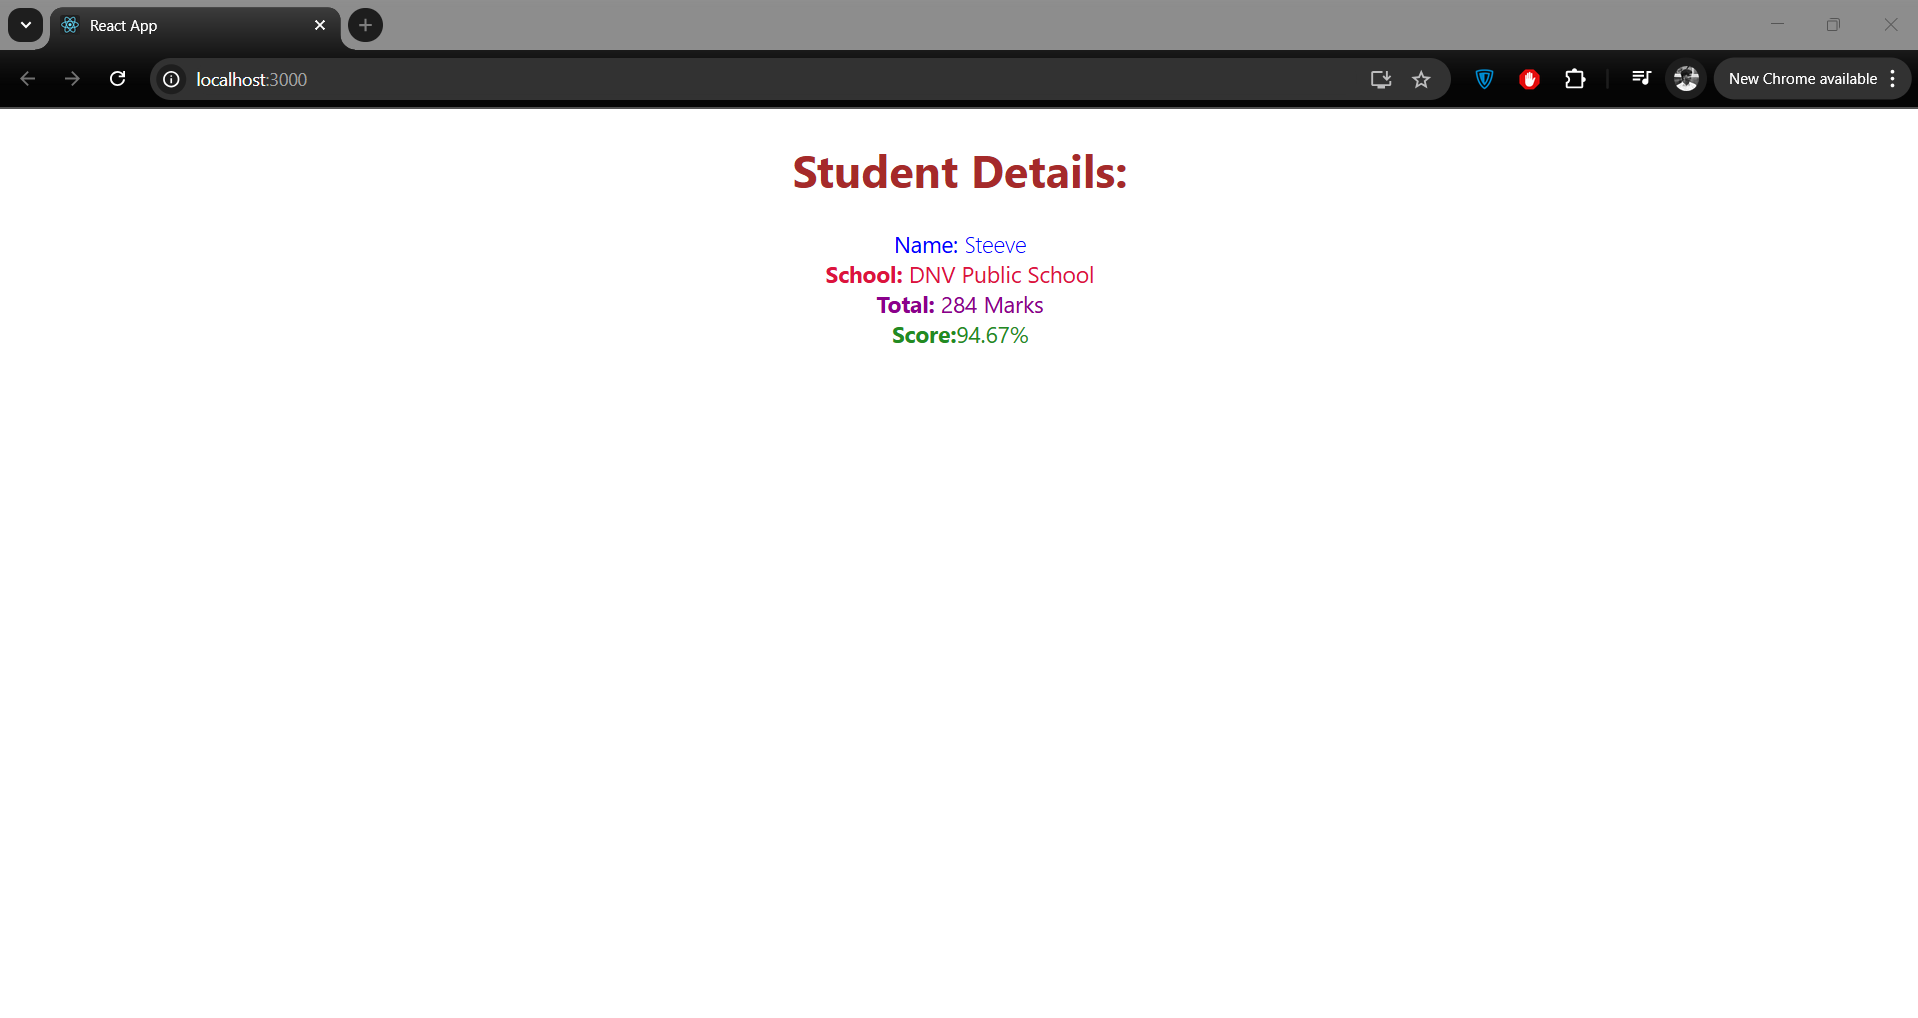 React App
localhost:3000
New Chrome available
Student Details:
Name: Steeve
School: DNV Public School
Total: 284 Marks
Score:94.67%